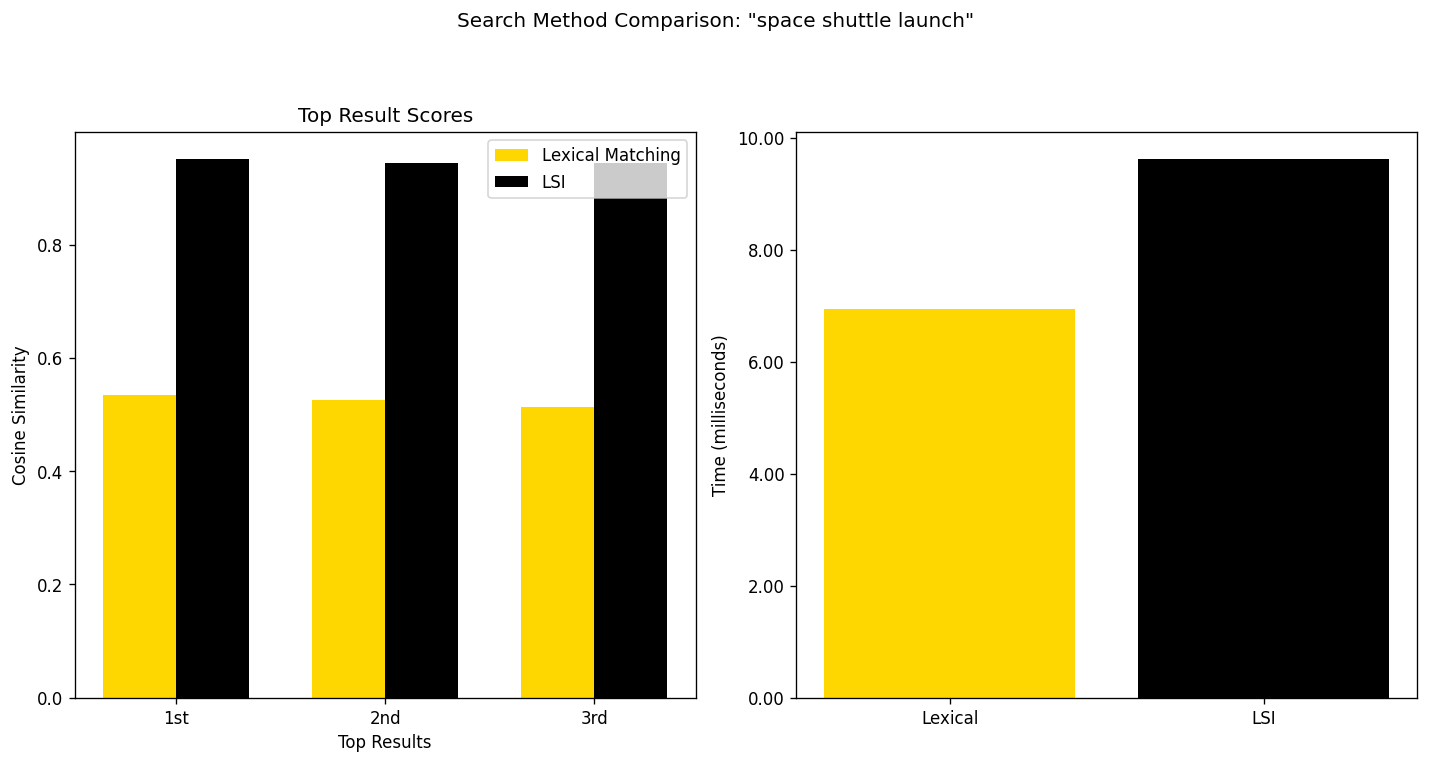 Search Method Comparison: "space shuttle launch"
Top Result Scores
Lexical Matching
LSI
Cosine Similarity
0.8
0.6
0.4
0.2
0.0
1st 2nd 3rd
Top Results
Time (milliseconds)
10.00
8.00
6.00
4.00
2.00
0.00
Lexical LSI